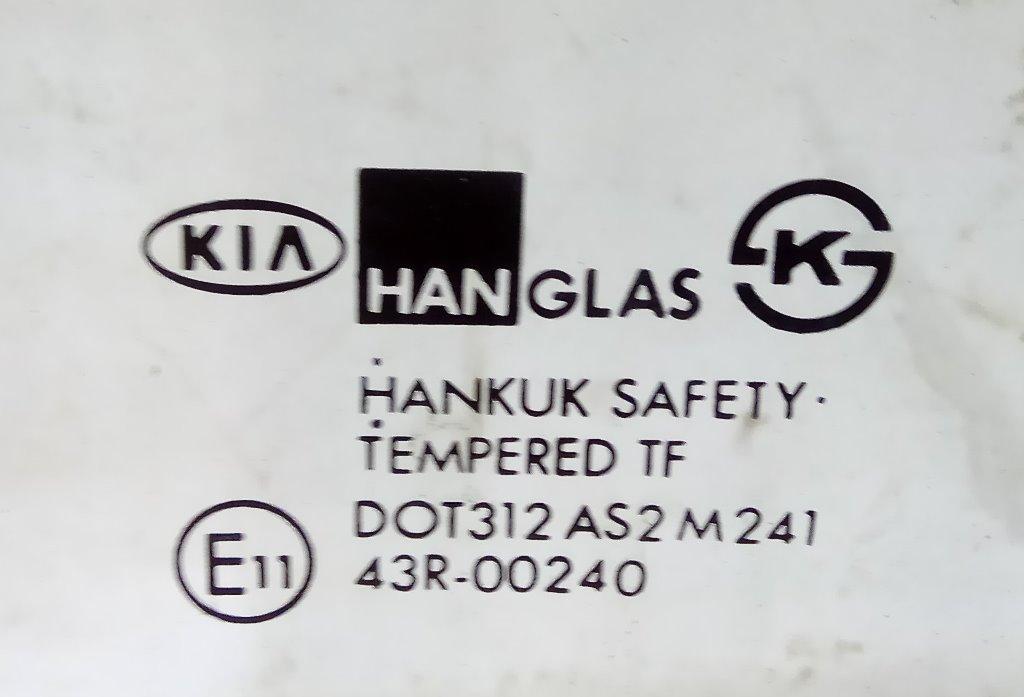 KIA HANGLAS K
HANKUK SAFETY
TEMPERED TF
DOT312 AS2 M241
E11 43R-00240